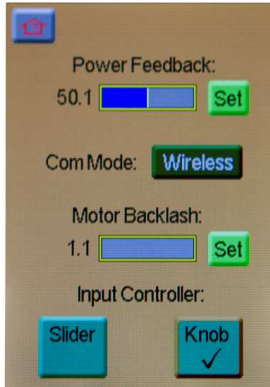 Power Feedback:
50.1 Set
Com Mode: Wireless
Motor Backlash:
1.1 Set
Input Controller:
Slider Knob